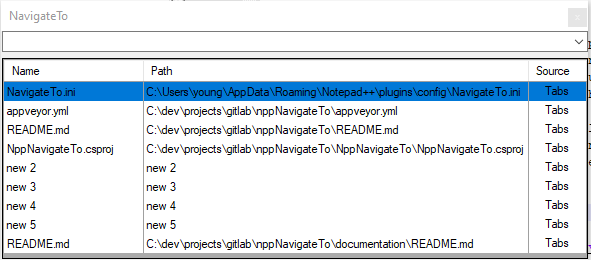 NavigateTo
Name Path Source
NavigateTo.ini C:\Users\young\AppData\Roaming\Notepad++\plugins\config\NavigateTo.ini Tabs
appveyor.yml C:\dev\projects\gitlab\nppNavigateTo\appveyor.yml Tabs
README.md C:\dev\projects\gitlab\nppNavigateTo\README.md Tabs
NppNavigateTo.csproj C:\dev\projects\gitlab\nppNavigateTo\NppNavigateTo\NppNavigateTo.csproj Tabs
new 2 new 2 Tabs
new 3 new 3 Tabs
new 4 new 4 Tabs
new 5 new 5 Tabs
README.md C:\dev\projects\gitlab\nppNavigateTo\documentation\README.md Tabs